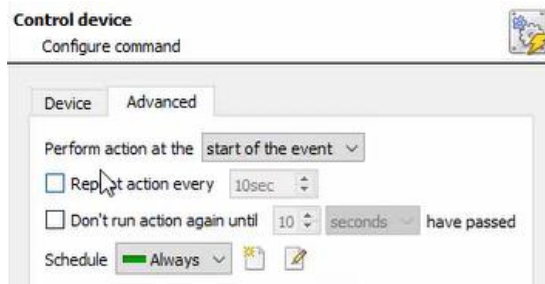 Control device
Configure command
Device Advanced
Perform action at the start of the event
Repeat action every 10sec
Don't run action again until 10 seconds have passed
Schedule Always